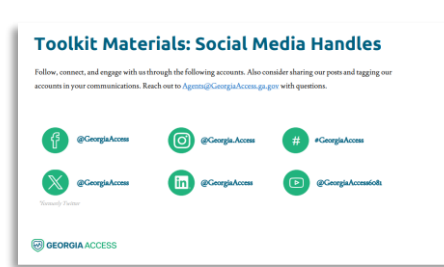 Toolkit Materials: Social Media Handles
Follow, connect, and engage with us through the following accounts. Also consider sharing our posts and tagging our
accounts in your communications. Reach out to Agents@GeorgiaAccess.ga.gov with questions.
@GeorgiaAccess
@Georgia.Access
# #GeorgiaAccess
@GeorgiaAccess
@GeorgiaAccess
@GeorgiaAccess6081
*formerly Twitter
GEORGIA ACCESS